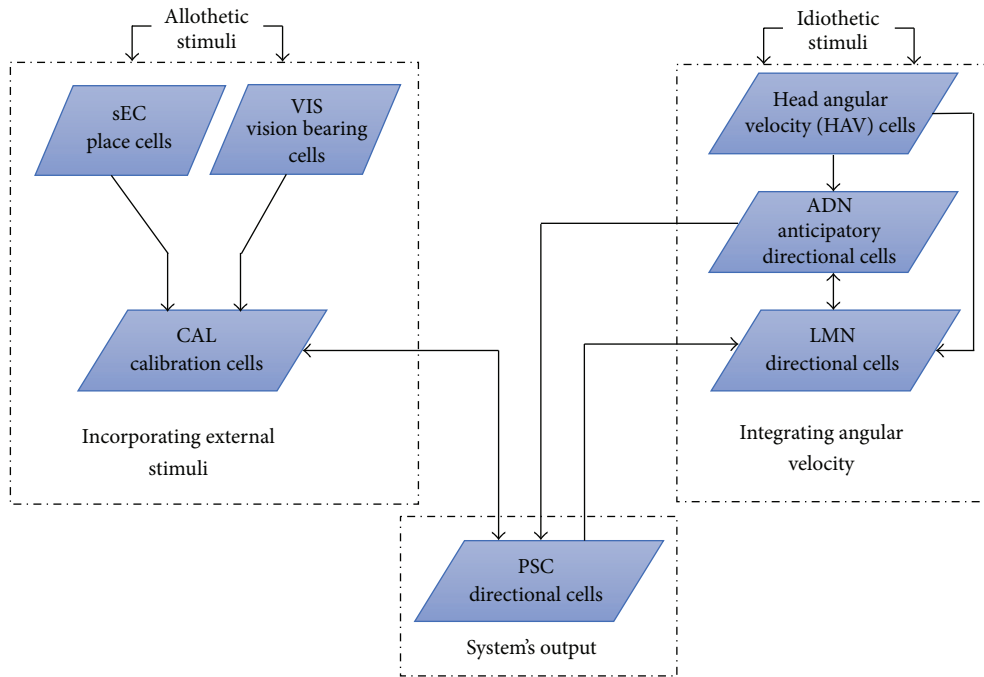 Allothetic
stimuli
sEC
place cells
VIS
vision bearing
cells
CAL
calibration cells
Incorporating external
stimuli
Idiothetic
stimuli
Head angular
velocity (HAV) cells
ADN
anticipatory
directional cells
LMN
directional cells
Integrating angular
velocity
PSC
directional cells
System's output